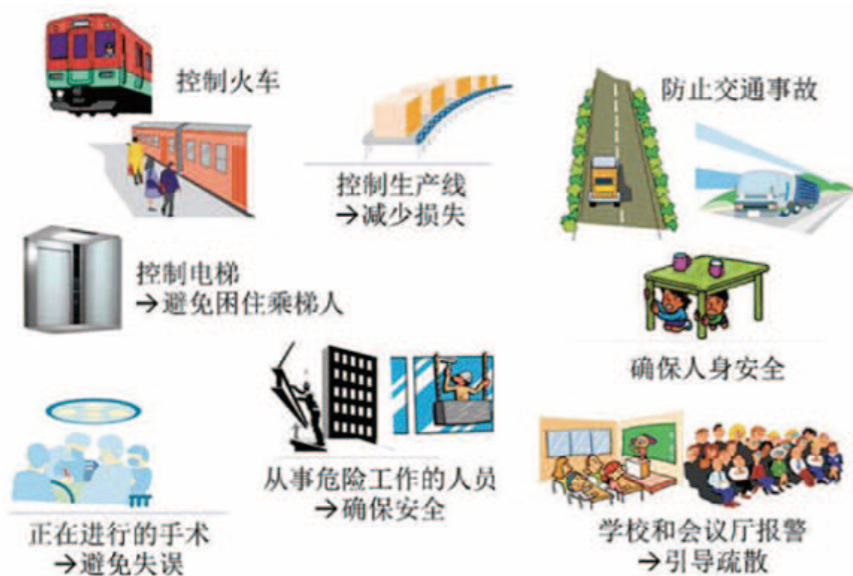 控制火车
控制生产线
→减少损失
防止交通事故
控制电梯
→避免困住乘梯人
确保人身安全
从事危险工作的人员
→确保安全
正在进行的手术
→避免失误
学校和会议厅报警
→引导疏散